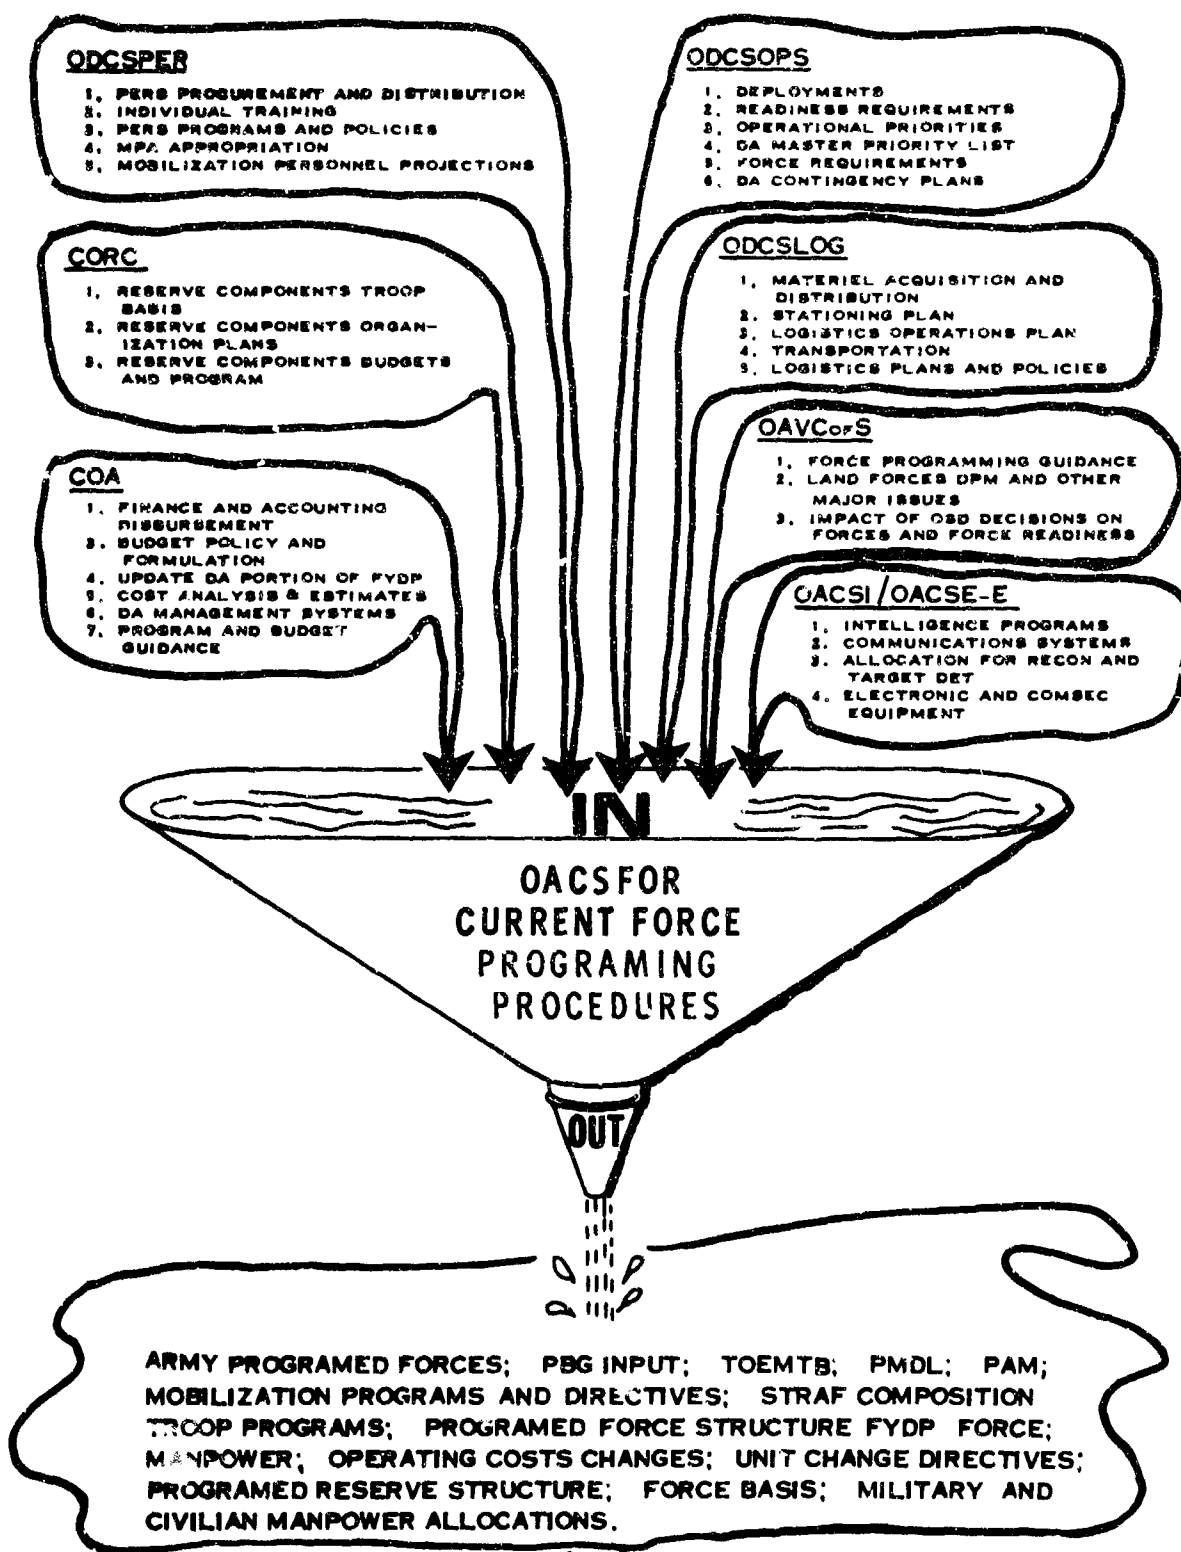 ODCSPER
1. PERS PROCUREMENT AND DISTRIBUTION
2. INDIVIDUAL TRAINING
3. PERS PROGRAMS AND POLICIES
4. MPA APPROPRIATION
5. MOBILIZATION PERSONNEL PROJECTIONS
CORC
1. RESERVE COMPONENTS TROOP
BASIS
2. RESERVE COMPONENTS ORGAN-
IZATION PLANS
3. RESERVE COMPONENTS BUDGETS
AND PROGRAM
COA
1. FINANCE AND ACCOUNTING
DISBURSEMENT
3. BUDGET POLICY AND
FORMULATION
4. UPDATE DA PORTION OF FYDP
5. COST ANALYSIS & ESTIMATES
6. DA MANAGEMENT SYSTEMS
7. PROGRAM AND BUDGET
GUIDANCE
ODCSOPS
1. DEPLOYMENTS
2. READINESS REQUIREMENTS
3. OPERATIONAL PRIORITIES
4. DA MASTER PRIORITY LIST
5. FORCE REQUIREMENTS
6. DA CONTINGENCY PLANS
ODCSLOG
1. MATERIEL ACQUISITION AND
DISTRIBUTION
2. STATIONING PLAN
3. LOGISTICS OPERATIONS PLAN
4. TRANSPORTATION
5. LOGISTICS PLANS AND POLICIES
OAVCofS
1. FORCE PROGRAMMING GUIDANCE
2. LAND FORCES DPM AND OTHER
MAJOR ISSUES
3. IMPACT OF OSD DECISIONS ON
FORCES AND FORCE READINESS
OACSI/OACSE-E
1. INTELLIGENCE PROGRAMS
2. COMMUNICATIONS SYSTEMS
3. ALLOCATION FOR RECON AND
TARGET DET
4. ELECTRONIC AND COMSEC
EQUIPMENT
IN
OACSFOR
CURRENT FORCE
PROGRAMING
PROCEDURES
OUT
ARMY PROGRAMED FORCES; PBG INPUT; TOEMTB; PMDL; PAM;
MOBILIZATION PROGRAMS AND DIRECTIVES; STRAF COMPOSITION
TROOP PROGRAMS; PROGRAMED FORCE STRUCTURE FYDP FORCE;
MANPOWER; OPERATING COSTS CHANGES; UNIT CHANGE DIRECTIVES;
PROGRAMED RESERVE STRUCTURE; FORCE BASIS; MILITARY AND
CIVILIAN MANPOWER ALLOCATIONS.